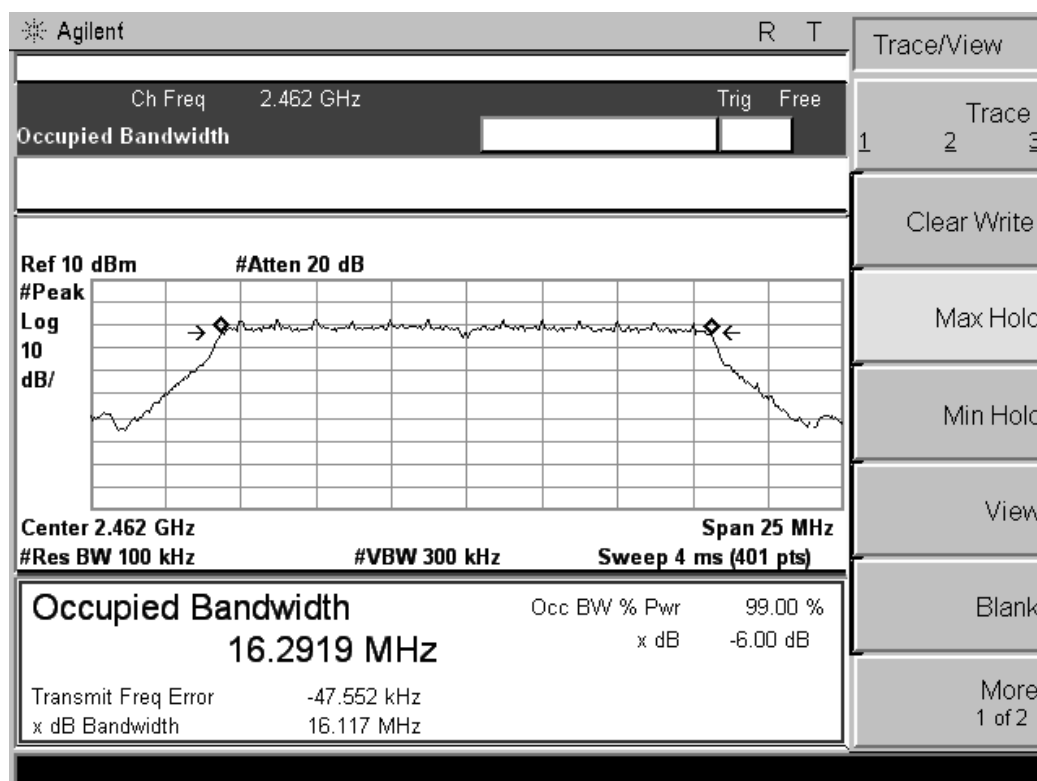 Agilent R T
Trace/View
Ch Freq 2.462 GHz Trig Free
Occupied Bandwidth
Trace
1 2 3
Clear Write
Max Hold
Min Hold
View
Blank
More
1 of 2
Ref 10 dBm #Atten 20 dB
#Peak
Log
10
dB/
Center 2.462 GHz Span 25 MHz
#Res BW 100 kHz #VBW 300 kHz Sweep 4 ms (401 pts)
Occupied Bandwidth
16.2919 MHz
Occ BW % Pwr 99.00 %
x dB -6.00 dB
Transmit Freq Error -47.552 kHz
x dB Bandwidth 16.117 MHz